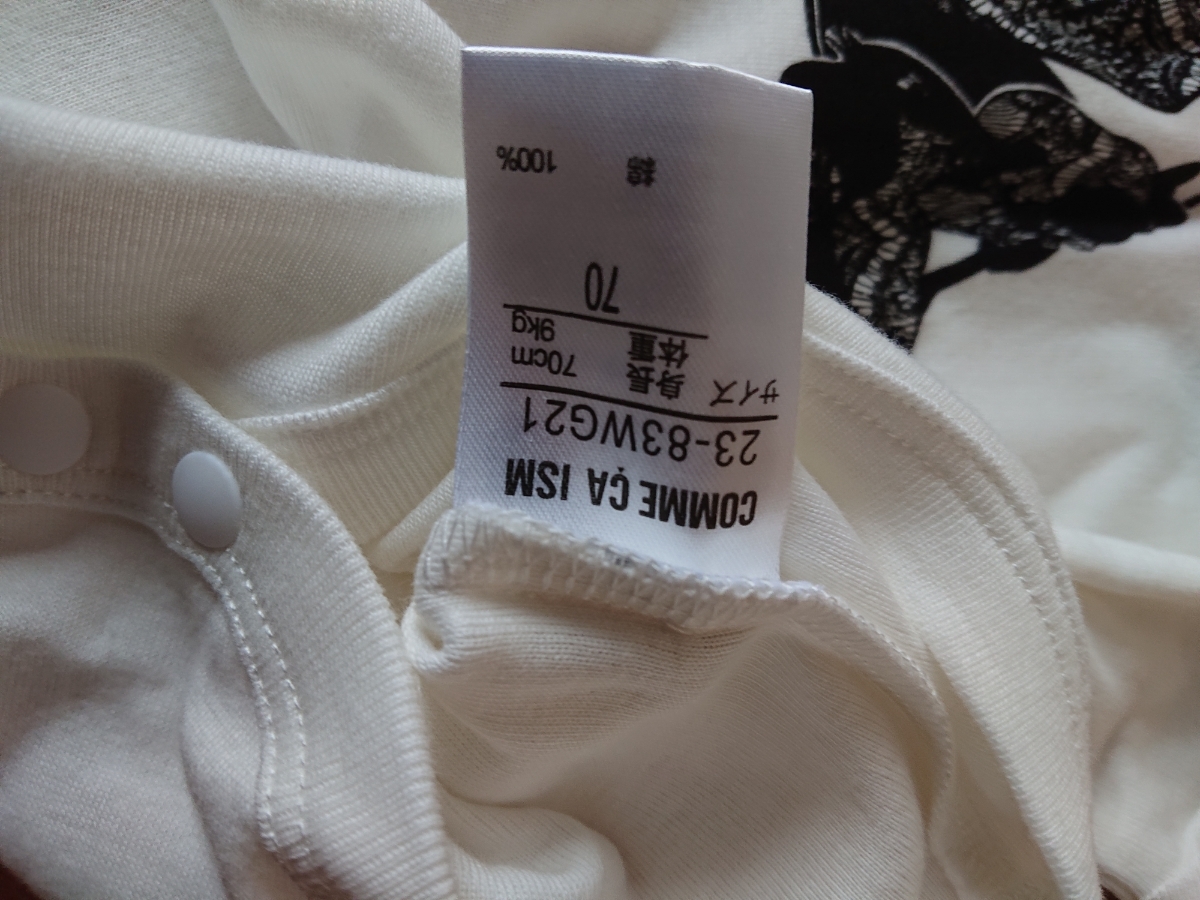 COMME ÇA ISM
23-83WG21
サイズ 身長 70cm
体重 9kg
70
綿 100%